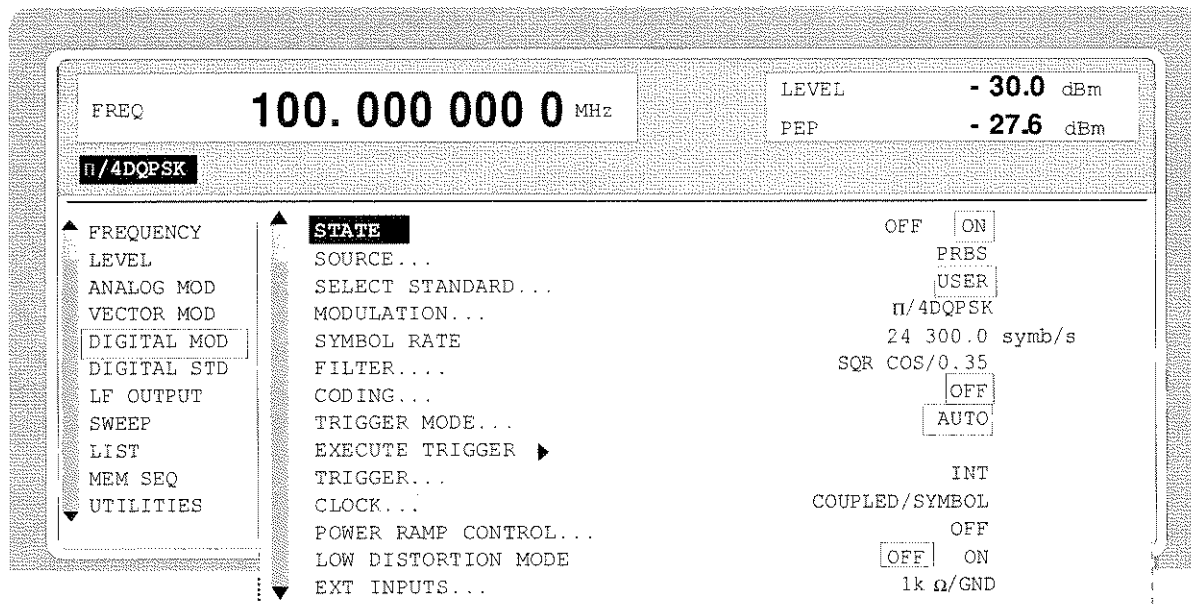 FREQ 100. 000 000 0 MHz
LEVEL - 30.0 dBm
PEP - 27.6 dBm
π/4DQPSK
FREQUENCY
LEVEL
ANALOG MOD
VECTOR MOD
DIGITAL MOD
DIGITAL STD
LF OUTPUT
SWEEP
LIST
MEM SEQ
UTILITIES
STATE OFF ON
SOURCE... PRBS
SELECT STANDARD... USER
MODULATION... π/4DQPSK
SYMBOL RATE 24 300.0 symb/s
FILTER.... SQR COS/0.35
CODING... OFF
TRIGGER MODE... AUTO
EXECUTE TRIGGER ▶
TRIGGER... INT
CLOCK... COUPLED/SYMBOL
POWER RAMP CONTROL... OFF
LOW DISTORTION MODE OFF ON
EXT INPUTS... 1k Ω/GND